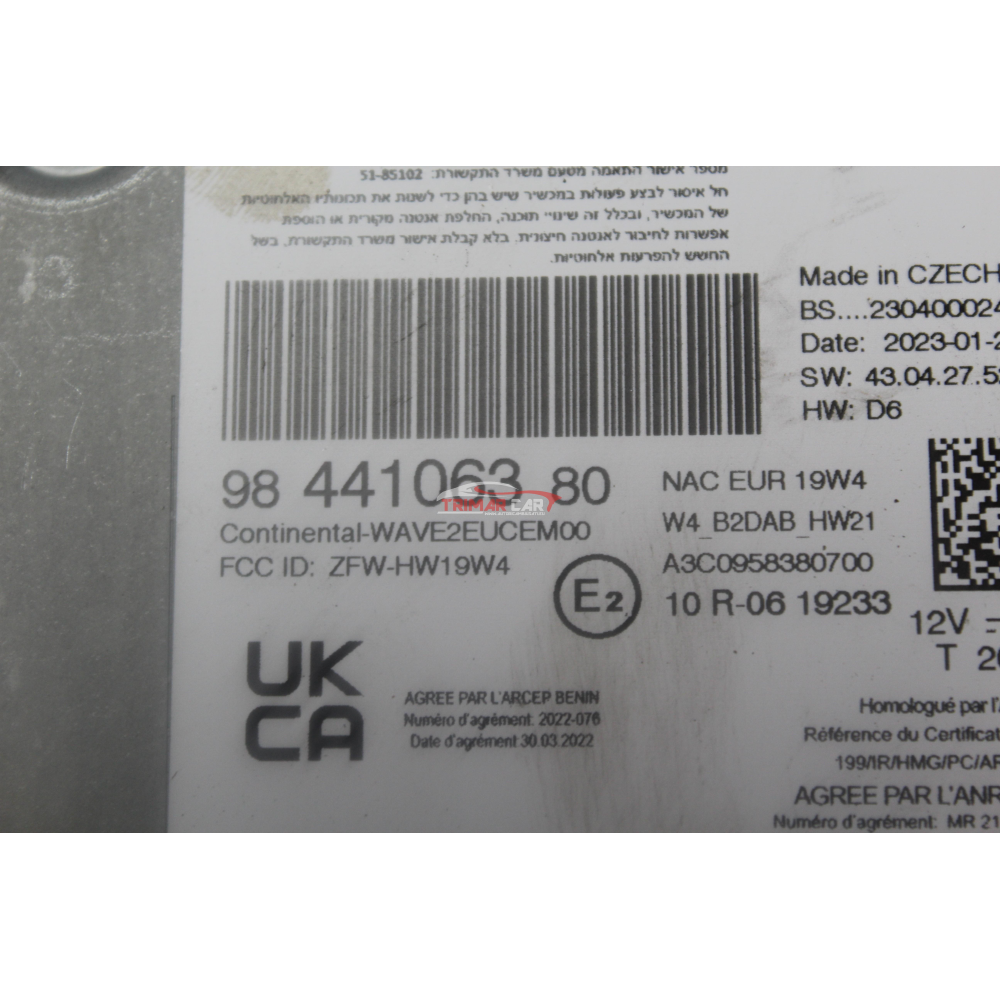 מספר אישור התאמה מטעם משרד התקשורת: 51-85102
חל איסור לבצע פעולות במכשיר שיש בהן כדי לשנות את תכונותיו האלחוטיות
של המכשיר, ובכלל זה שינויי תוכנה, החלפת אנטנה מקורית או הוספת
אפשרות לחיבור לאנטנה חיצונית, בלא קבלת אישור משרד התקשורת, בשל
החשש להפרעות אלחוטיות.
Made in CZECH
BS....230400024
Date: 2023-01-2
SW: 43.04.27.52
HW: D6
98 441063 80
TRIMAR CAR
Continental-WAVE2EUCEM00
FCC ID: ZFW-HW19W4
NAC EUR 19W4
W4_B2DAB_HW21
A3C0958380700
E2
10 R-06 19233
12V
T 20
UK
CA
AGREE PAR L'ARCEP BENIN
Numéro d'agrément: 2022-076
Date d'agrément 30.03.2022
Homologué par l'A
Référence du Certificat
199/IR/HMG/PC/AR
AGREE PAR L'ANR
Numéro d'agrément: MR 21